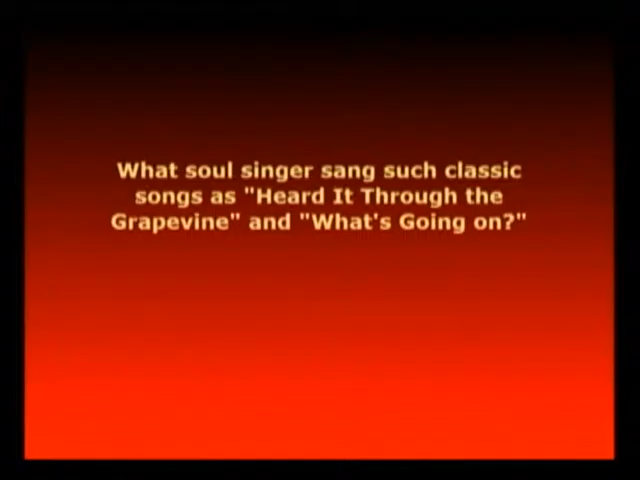 What soul singer sang such classic
songs as "Heard It Through the
Grapevine" and "What's Going on?"